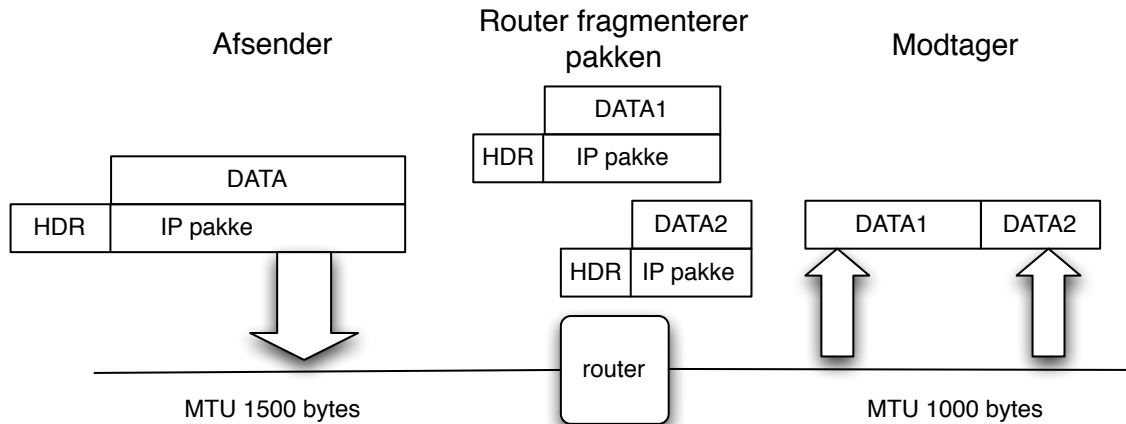 Afsender
Router fragmenterer
pakken
Modtager
DATA1
HDR
IP pakke
DATA
HDR
IP pakke
DATA2
HDR
IP pakke
DATA1
DATA2
router
MTU 1500 bytes
MTU 1000 bytes